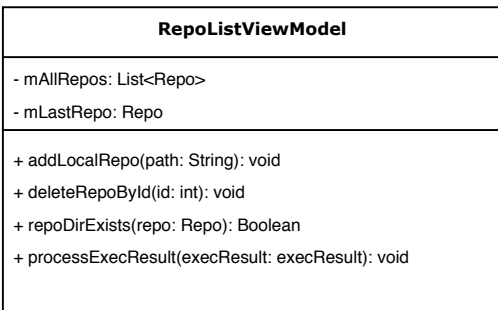 RepoListViewModel
- mAllRepos: List<Repo>
- mLastRepo: Repo
+ addLocalRepo(path: String): void
+ deleteRepoById(id: int): void
+ repoDirExists(repo: Repo): Boolean
+ processExecResult(execResult: execResult): void